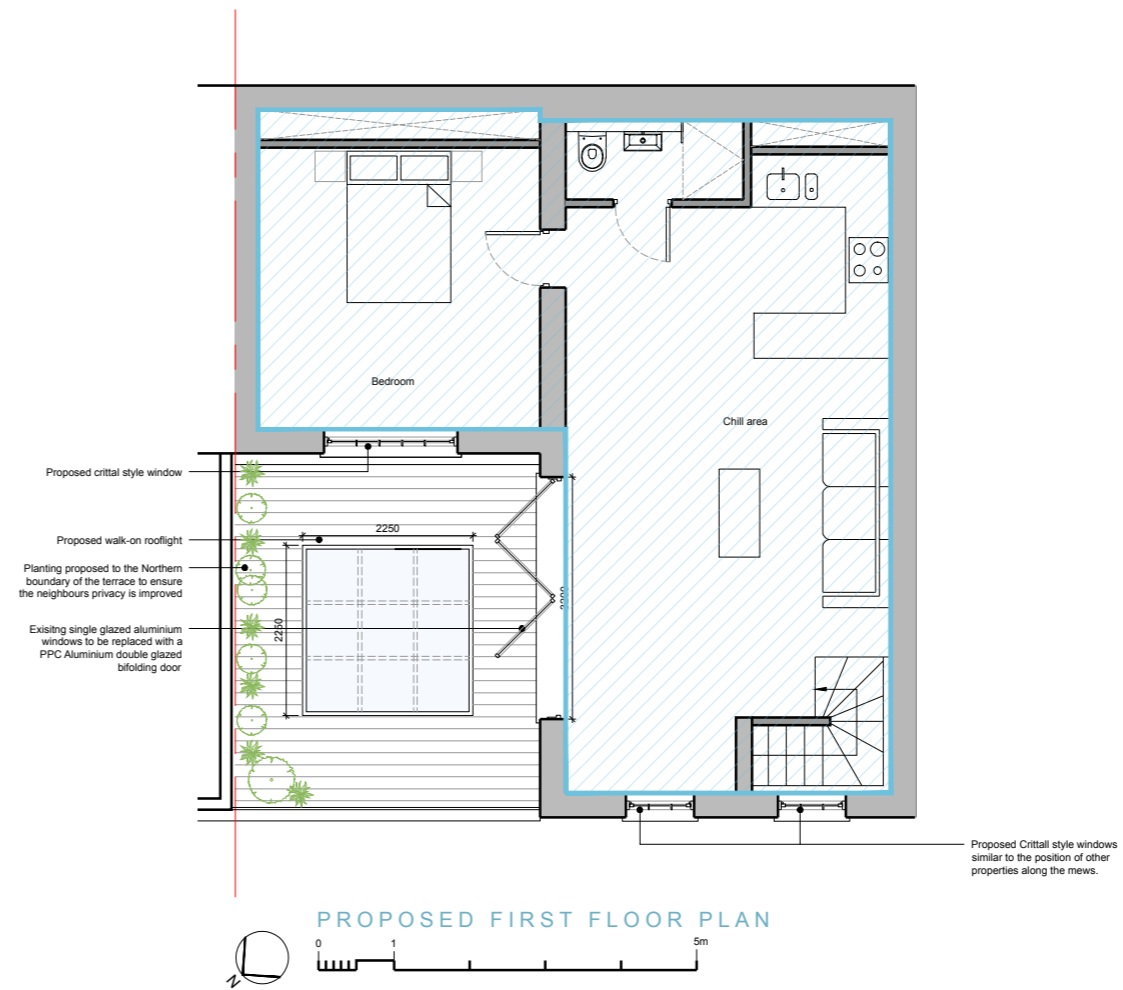 Bedroom
Chill area
Proposed crittal style window
Proposed walk-on rooflight
Planting proposed to the Northern
boundary of the terrace to ensure
the neighbours privacy is improved
Exisitng single glazed aluminium
windows to be replaced with a
PPC Aluminium double glazed
bifolding door
2250
2250
Proposed Crittall style windows
similar to the position of other
properties along the mews.
PROPOSED FIRST FLOOR PLAN
0 1 5m
N